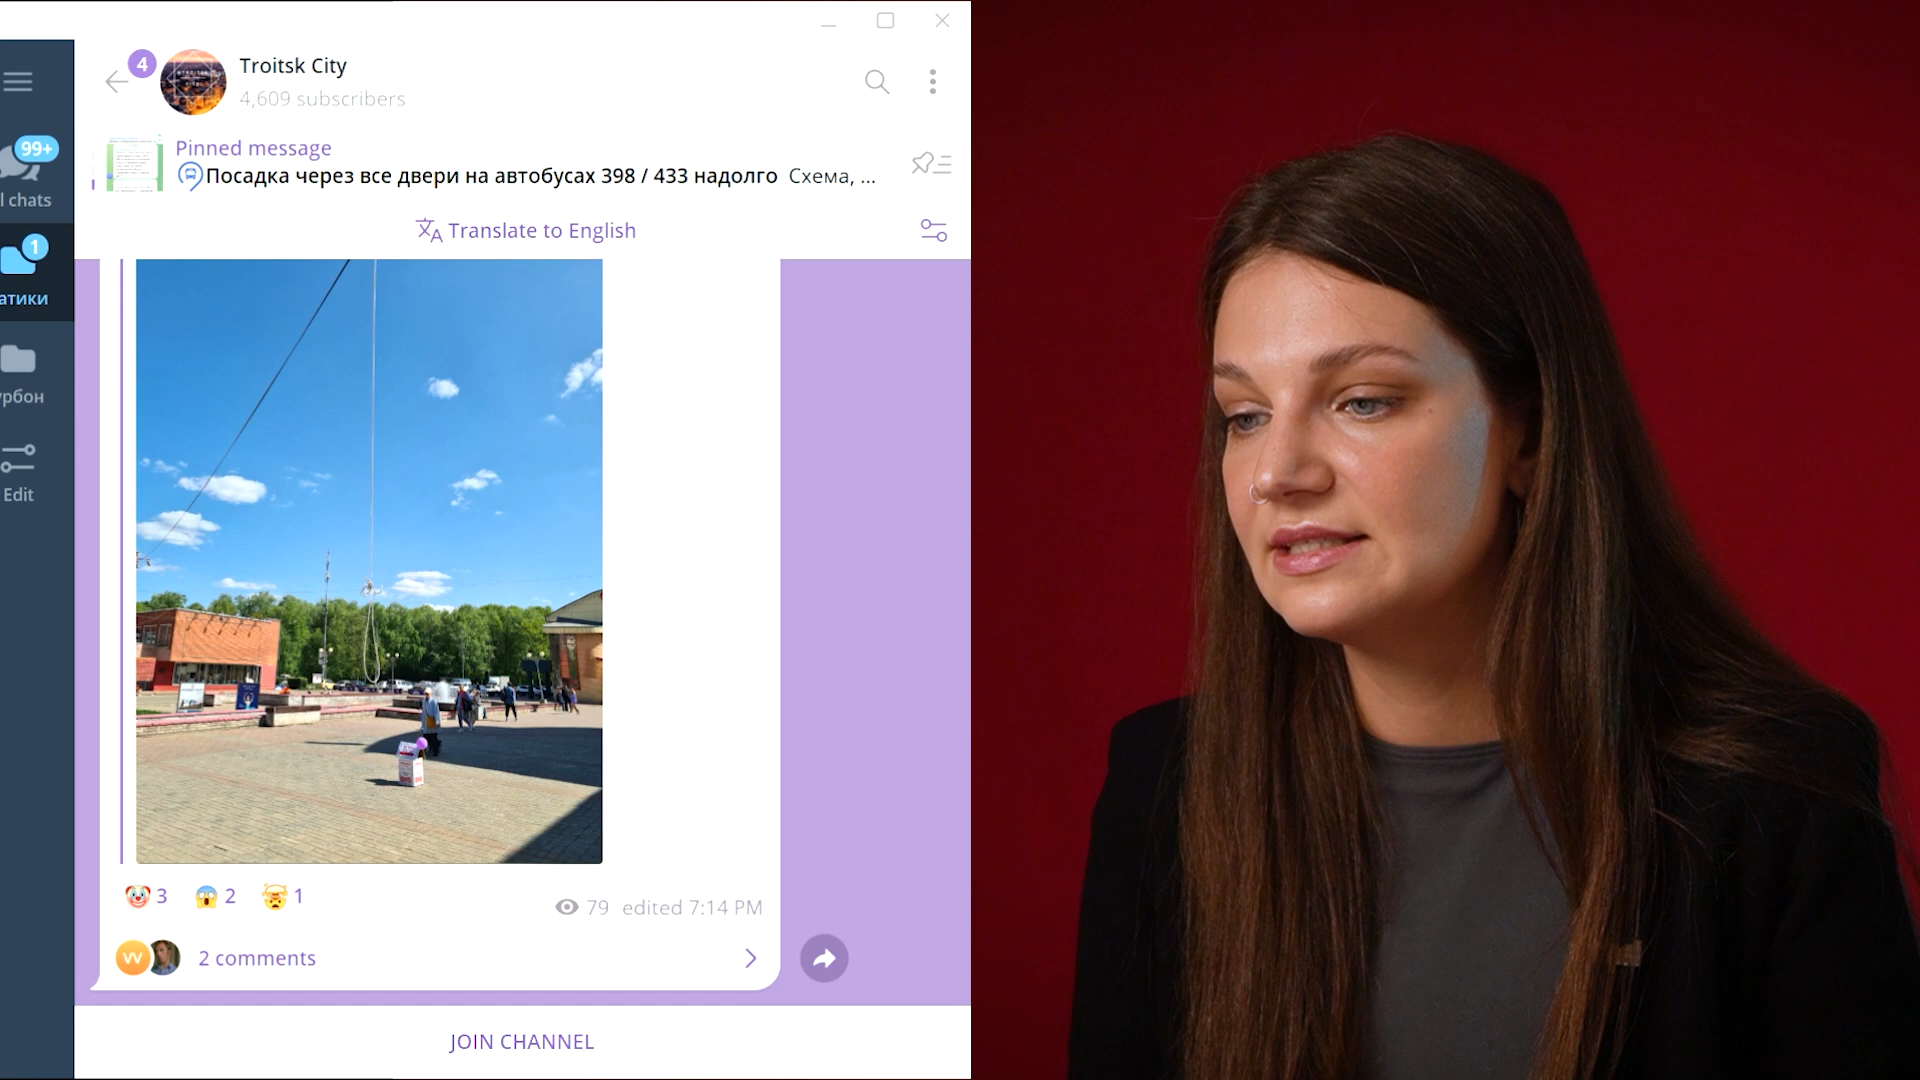 4
Troitsk City
4,609 subscribers
99+
l chats
Pinned message
Посадка через все двери на автобусах 398 / 433 надолго Схема, ...
Translate to English
1
атики
урбон
Edit
3
2
1
79 edited 7:14 PM
W
2 comments
JOIN CHANNEL